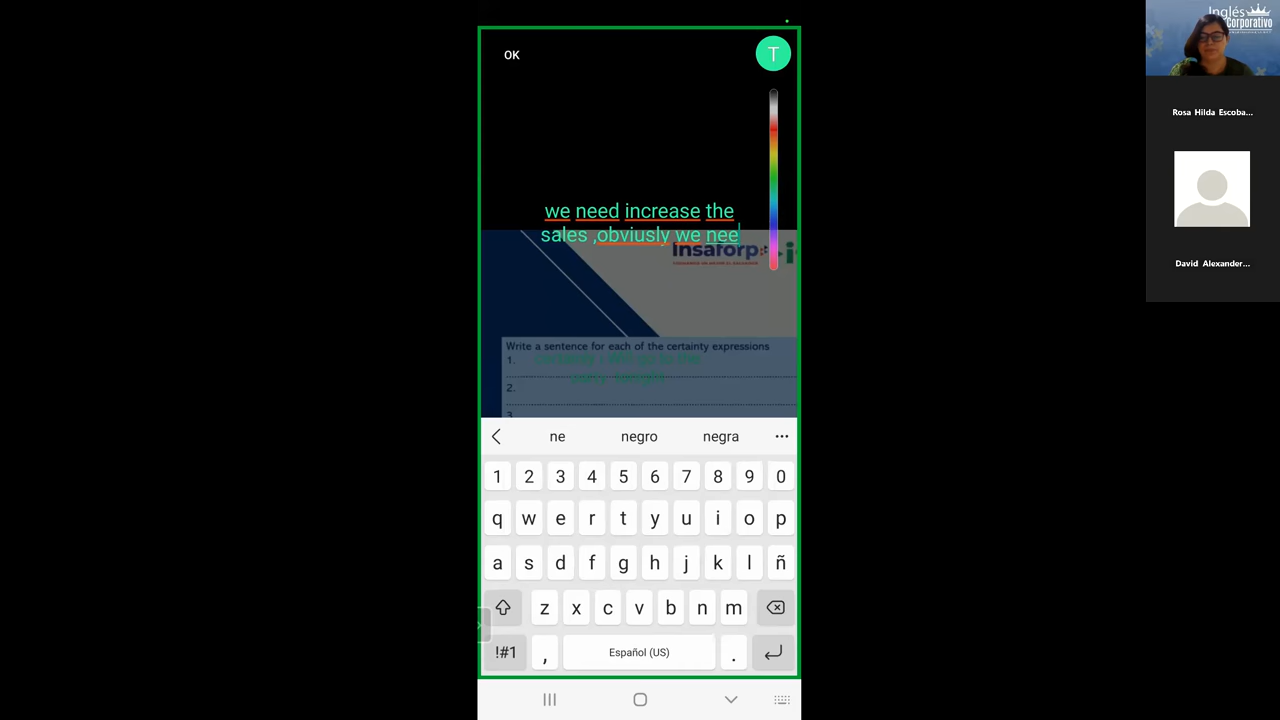 Inglés
Corporativo
OK
T
Rosa Hilda Escoba...
David Alexander...
we need increase the
sales ,obviusly we nee
Insaforp
Write a sentence for each of the certainty expressions
1.
2.
3
ne negro negra ...
1 2 3 4 5 6 7 8 9 0
q w e r t y u i o p
a s d f g h j k l ñ
z x c v b n m
!#1 , Español (US) .